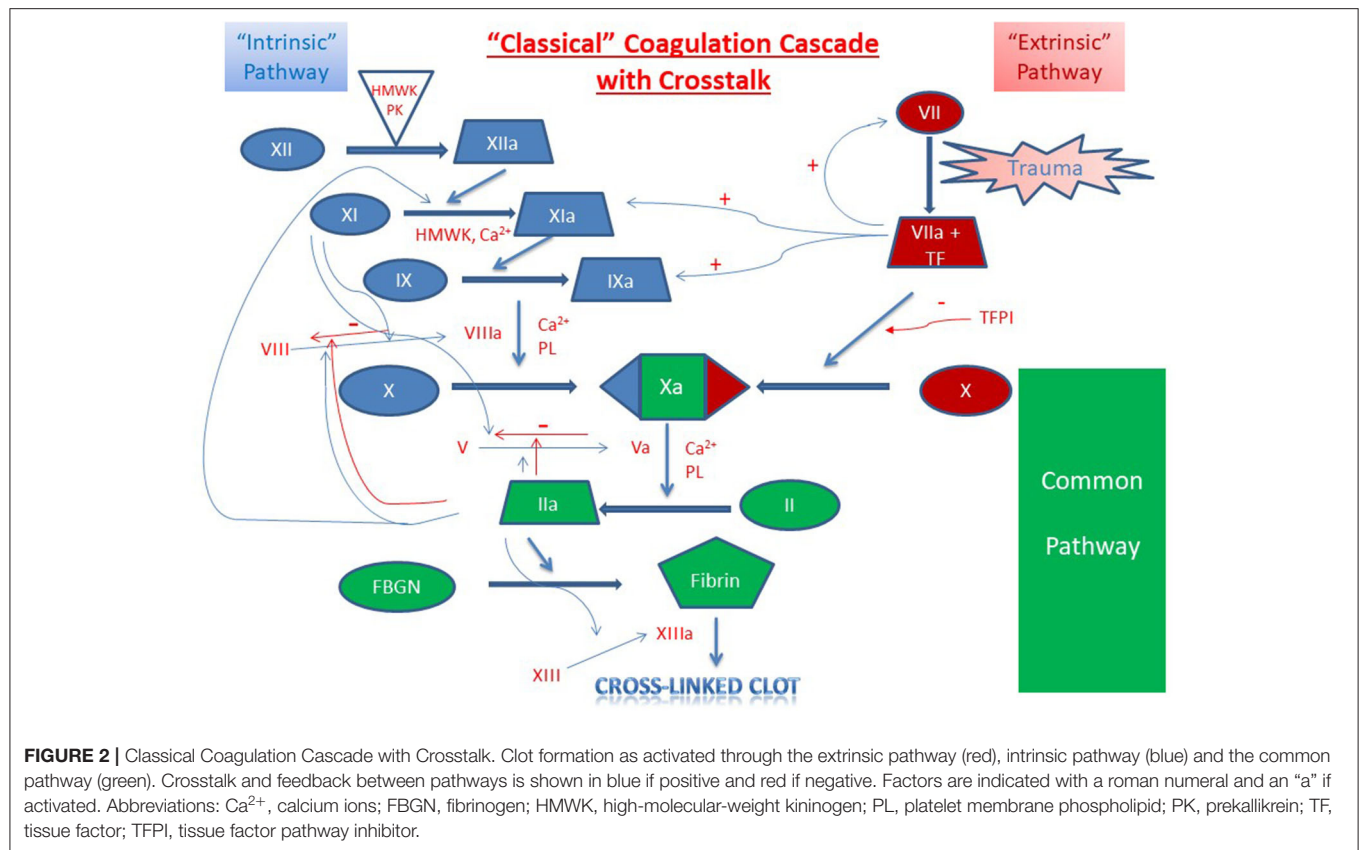 "Intrinsic"
Pathway
"Classical" Coagulation Cascade
with Crosstalk
"Extrinsic"
Pathway
HMWK
PK
VII
XII
XIIa
Trauma
+
XI
XIa
+
HMWK, Ca²⁺
VIIa +
TF
IX
IXa
+
-
TFPI
VIII
-
VIIIa
Ca²⁺
PL
X
Xa
X
V
-
Va
Ca²⁺
PL
IIa
II
Common
Pathway
FBGN
Fibrin
XIII
XIIIa
CROSS-LINKED CLOT
FIGURE 2 | Classical Coagulation Cascade with Crosstalk. Clot formation as activated through the extrinsic pathway (red), intrinsic pathway (blue) and the common
pathway (green). Crosstalk and feedback between pathways is shown in blue if positive and red if negative. Factors are indicated with a roman numeral and an "a" if
activated. Abbreviations: Ca²⁺, calcium ions; FBGN, fibrinogen; HMWK, high-molecular-weight kininogen; PL, platelet membrane phospholipid; PK, prekallikrein; TF,
tissue factor; TFPI, tissue factor pathway inhibitor.